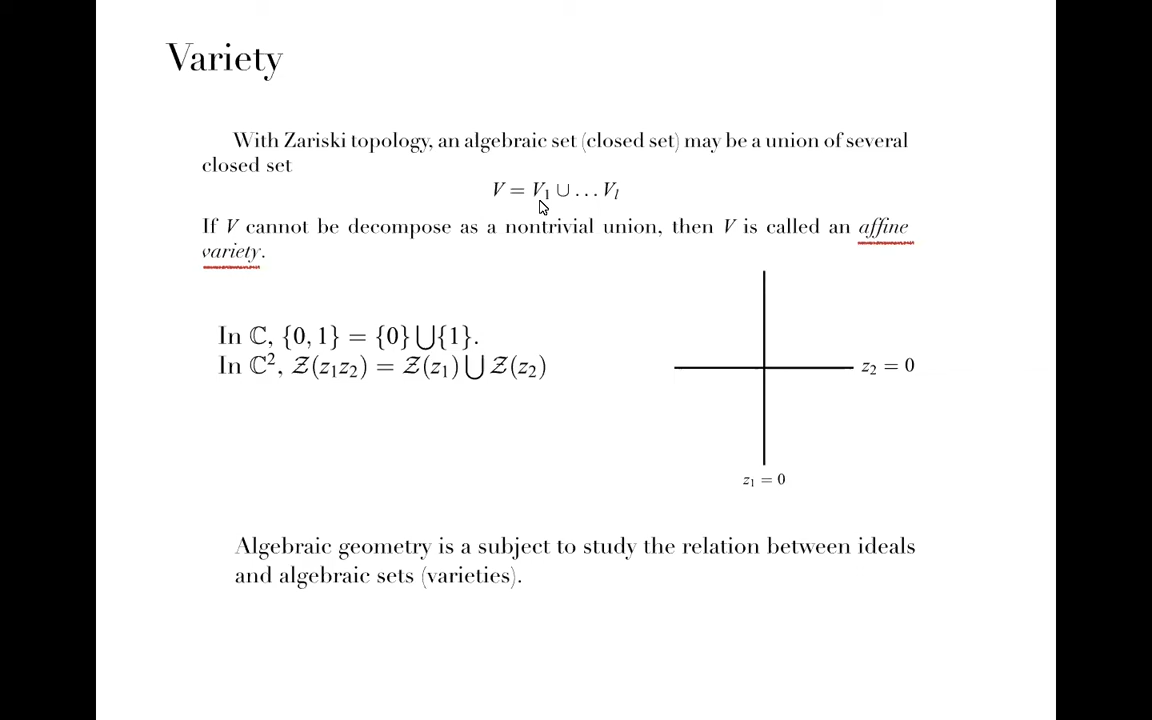 Variety
With Zariski topology, an algebraic set (closed set) may be a union of several
closed set
V = V₁ ∪ … Vₗ
If V cannot be decompose as a nontrivial union, then V is called an affine
variety.
In ℂ, {0, 1} = {0} ⋃{1}.
In ℂ², 𝒵(z₁z₂) = 𝒵(z₁) ⋃ 𝒵(z₂)
z₂ = 0
z₁ = 0
Algebraic geometry is a subject to study the relation between ideals
and algebraic sets (varieties).